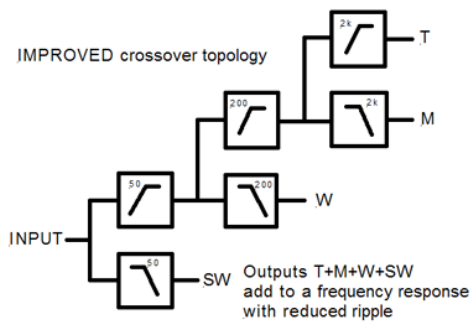 2k
T
IMPROVED crossover topology
2k
M
200
200
W
50
INPUT
50
SW
Outputs T+M+W+SW
add to a frequency response
with reduced ripple